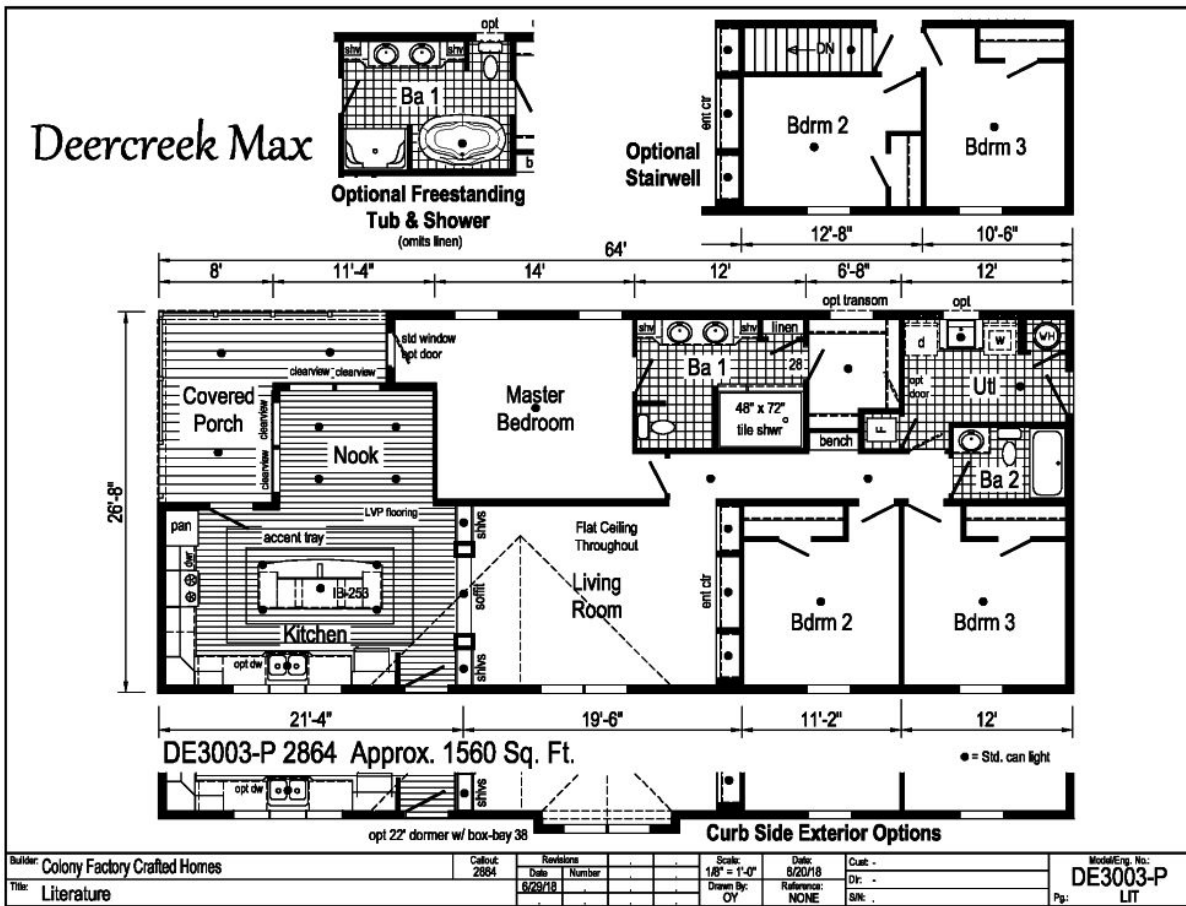 Deercreek Max
opt
shv
shv
Ba 1
b
Optional Freestanding
Tub & Shower
(omits linen)
Optional
Stairwell
ent ctr
DN
Bdrm 2
Bdrm 3
12'-8"
10'-6"
64'
8'
11'-4"
14'
12'
6'-8"
12'
opt transom
opt
26'-8"
Covered
Porch
clearview
clearview
clearview
clearview
std window
opt door
Nook
Master
Bedroom
shv
shv
linen
Ba 1
28
48" x 72"
tile shwr
bench
F
d
w
WH
opt
door
Utl
Ba 2
pan
LVP flooring
accent tray
dwr
IB-253
Kitchen
opt dw
shlvs
soffit
shlvs
Flat Ceiling
Throughout
Living
Room
ent ctr
Bdrm 2
Bdrm 3
21'-4"
19'-6"
11'-2"
12'
DE3003-P 2864 Approx. 1560 Sq. Ft.
= Std. can light
opt dw
shlvs
opt 22' dormer w/ box-bay 38
Curb Side Exterior Options
Builder: Colony Factory Crafted Homes
Callout:
2864
Revisions
Date Number
6/29/18
Scale:
1/8" = 1'-0"
Drawn By:
OY
Date:
6/20/18
Reference:
NONE
Cust: -
Dlr: -
S/N: .
Model/Eng. No.:
DE3003-P
Title: Literature
Pg.: LIT